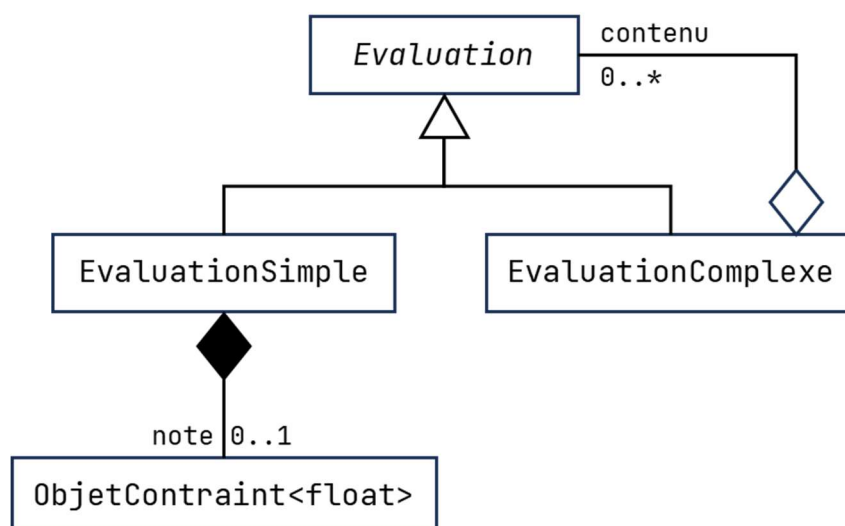 Evaluation
contenu
0..*
EvaluationSimple
EvaluationComplexe
note 0..1
ObjetContraint<float>